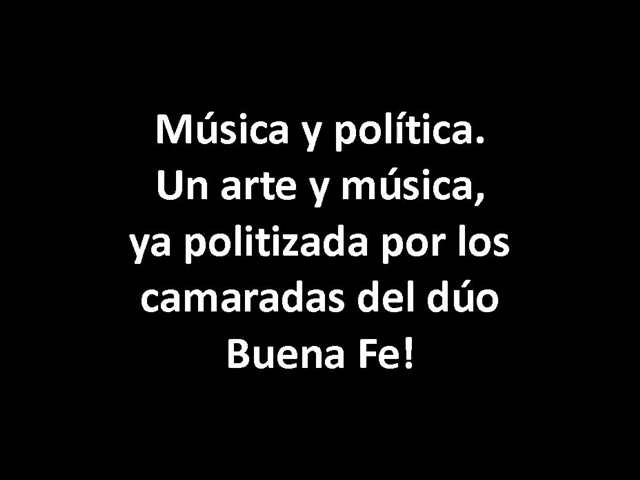 Música y política.
Un arte y música,
ya politizada por los
camaradas del dúo
Buena Fe!